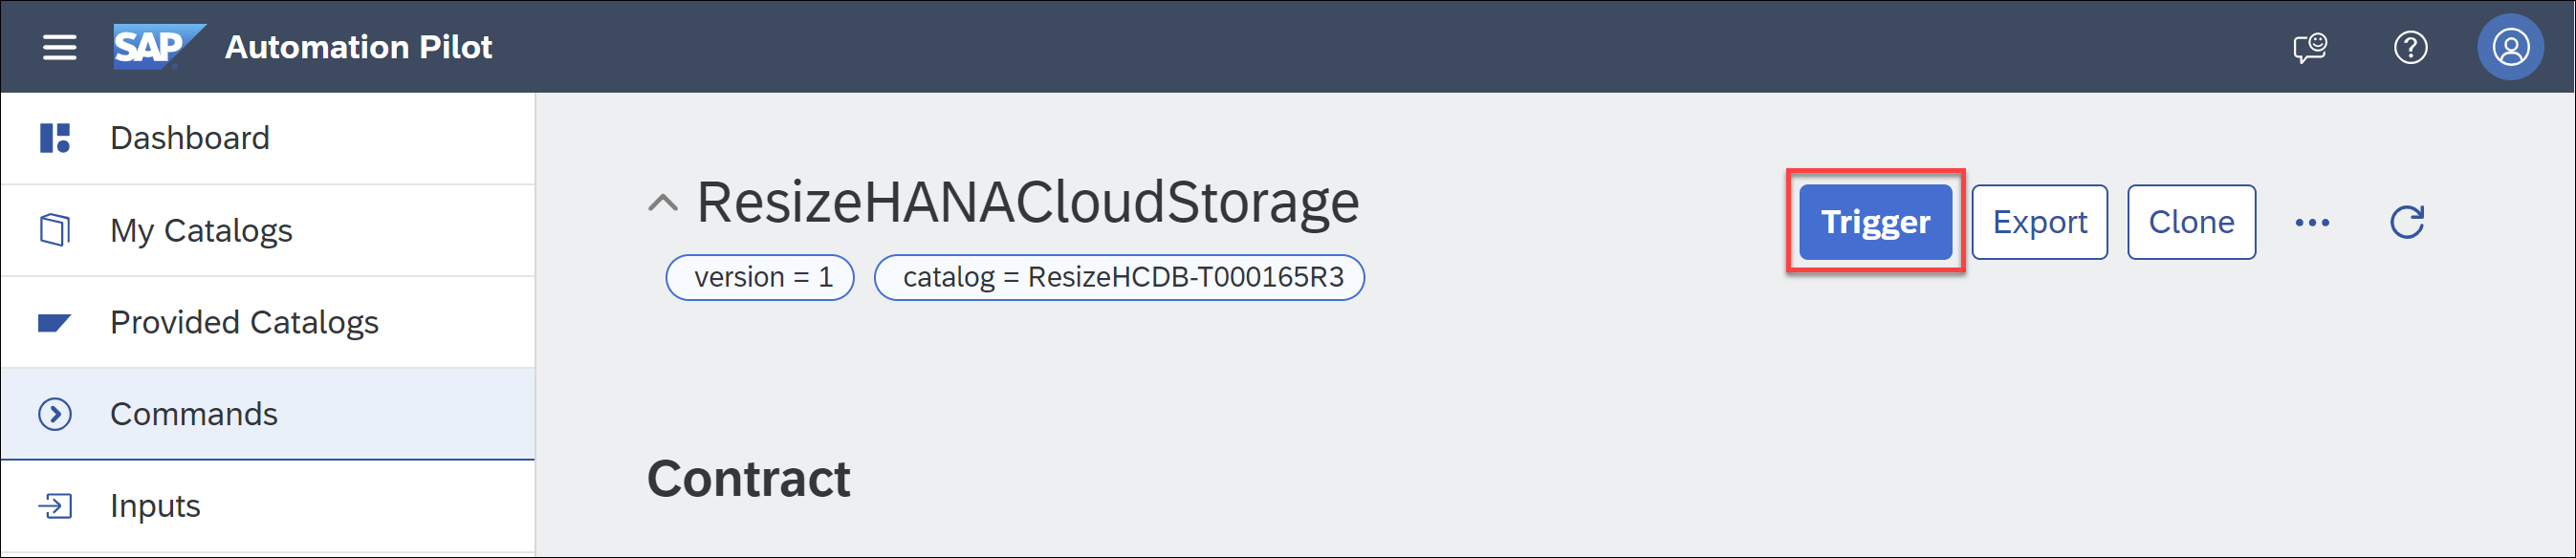 SAP Automation Pilot
Dashboard
My Catalogs
Provided Catalogs
Commands
Inputs
ResizeHANACloudStorage
Trigger
Export
Clone
version = 1
catalog = ResizeHCDB-T000165R3
Contract